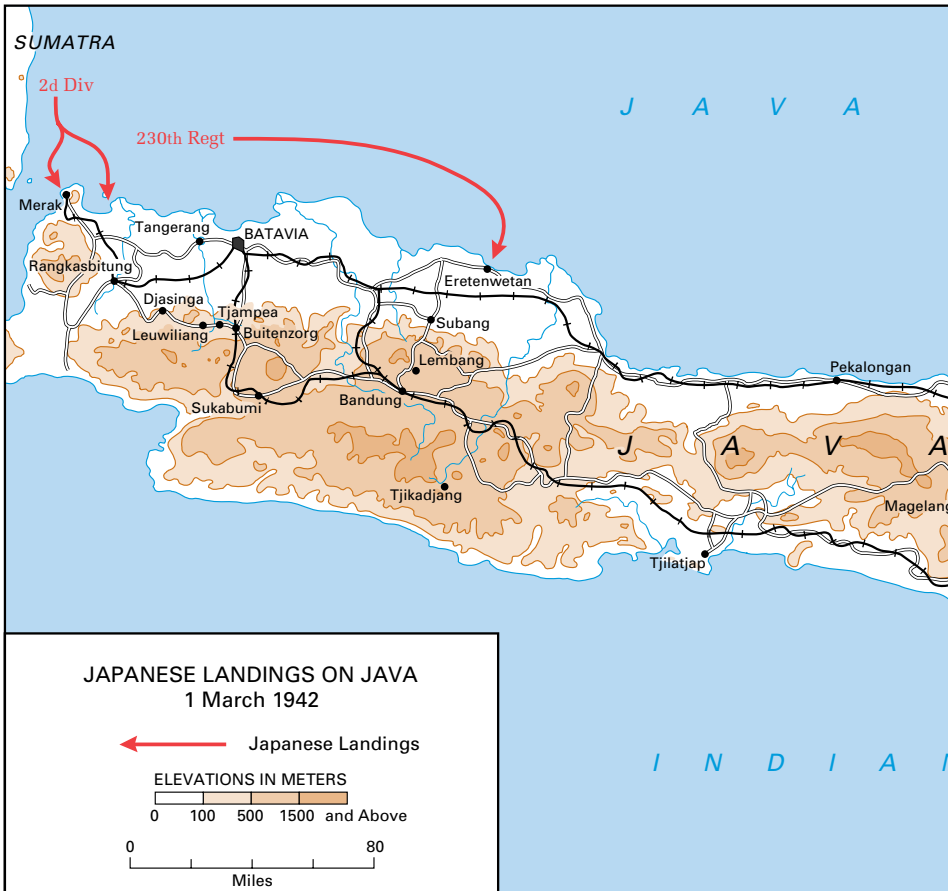 SUMATRA
2d Div
230th Regt
J A V A
Merak
Tangerang
BATAVIA
Rangkasbitung
Eretenwetan
Djasinga
Tjampea
Leuwiliang
Buitenzorg
Subang
Lembang
Pekalongan
Sukabumi
Bandung
J A V A
Tjikadjang
Magelang
Tjilatjap
JAPANESE LANDINGS ON JAVA
1 March 1942
Japanese Landings
I N D I A
ELEVATIONS IN METERS
0 100 500 1500 and Above
0 80
Miles